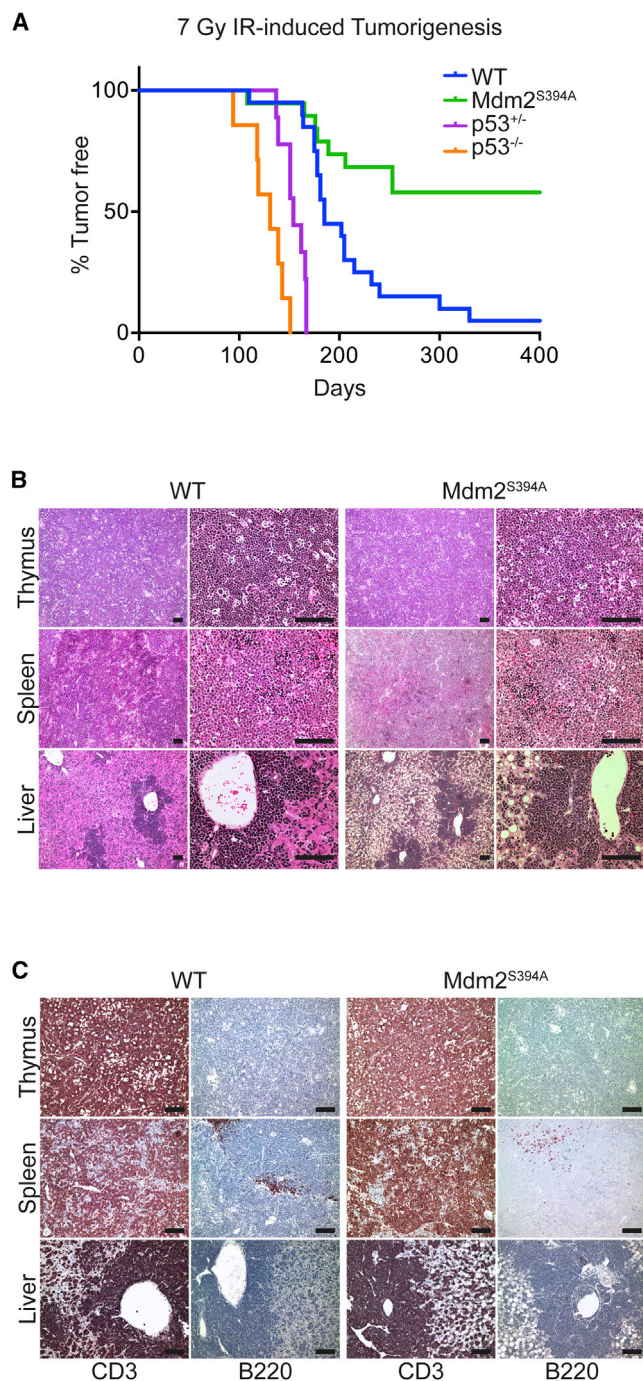 A
7 Gy IR-induced Tumorigenesis
100
50
0
% Tumor free
WT
Mdm2S394A
p53+/-
p53-/-
0 100 200 300 400
Days
B
WT Mdm2S394A
Thymus
Spleen
Liver
C
WT Mdm2S394A
Thymus
Spleen
Liver
CD3 B220 CD3 B220